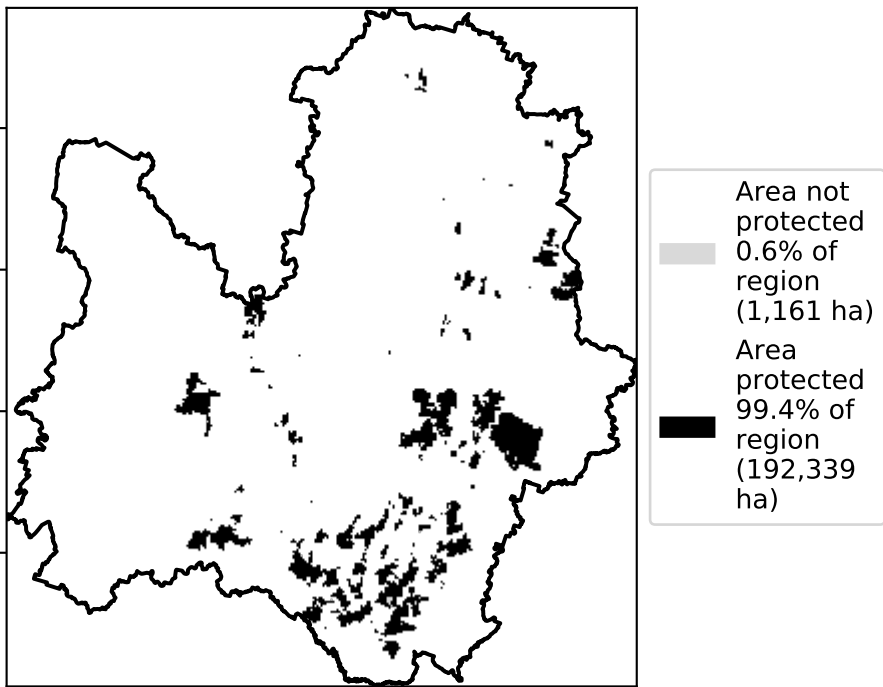 Area not
protected
0.6% of
region
(1,161 ha)
Area
protected
99.4% of
region
(192,339
ha)